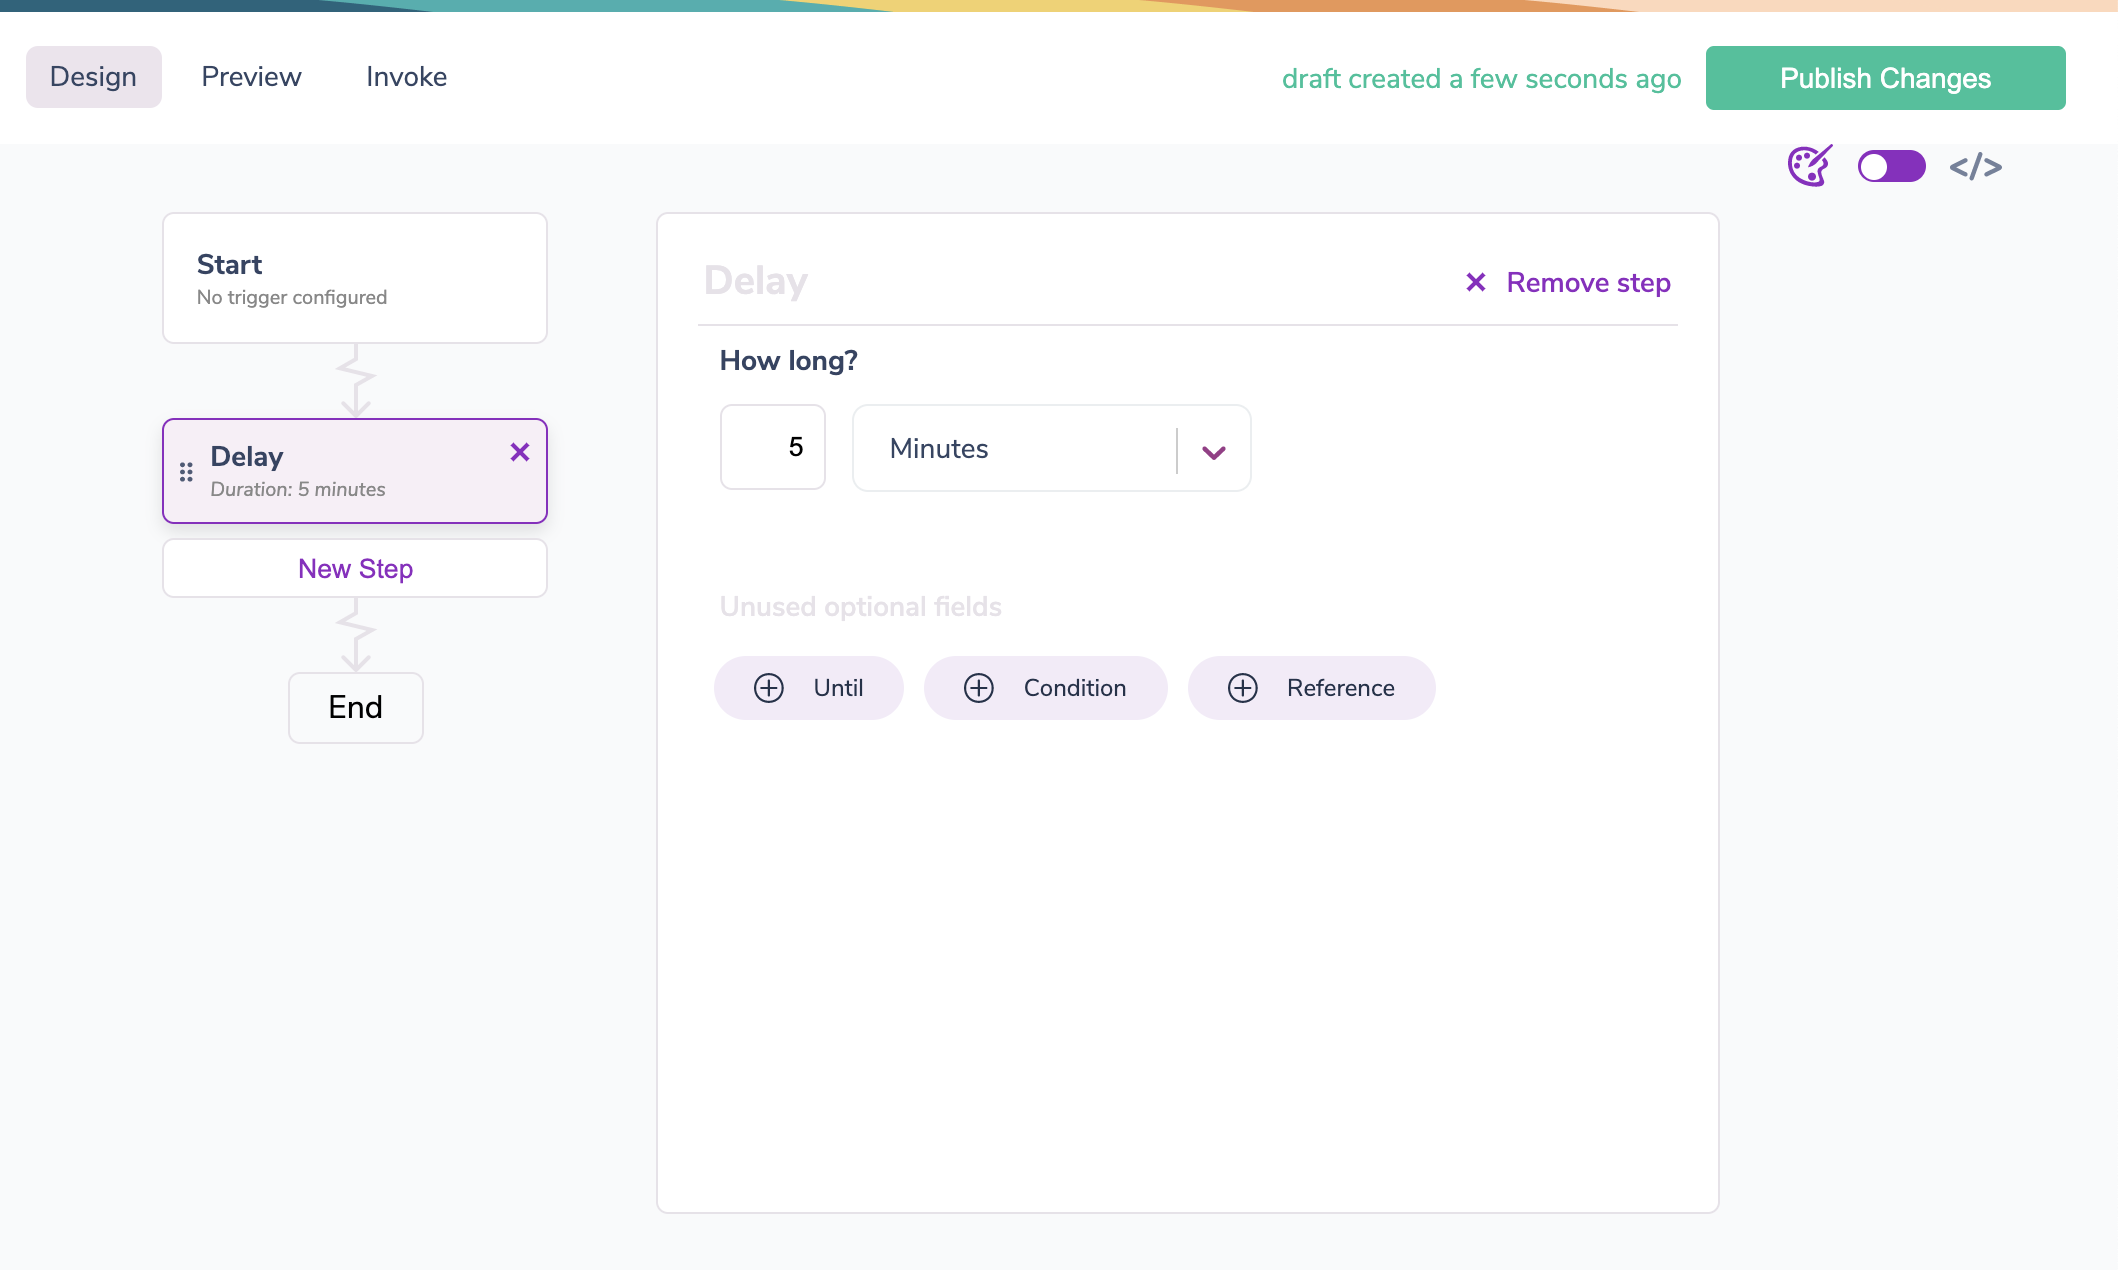 Design
Preview
Invoke
draft created a few seconds ago
Publish Changes
</>
Start
No trigger configured
Delay
Duration: 5 minutes
New Step
End
Delay
Remove step
How long?
5
Minutes
Unused optional fields
Until
Condition
Reference